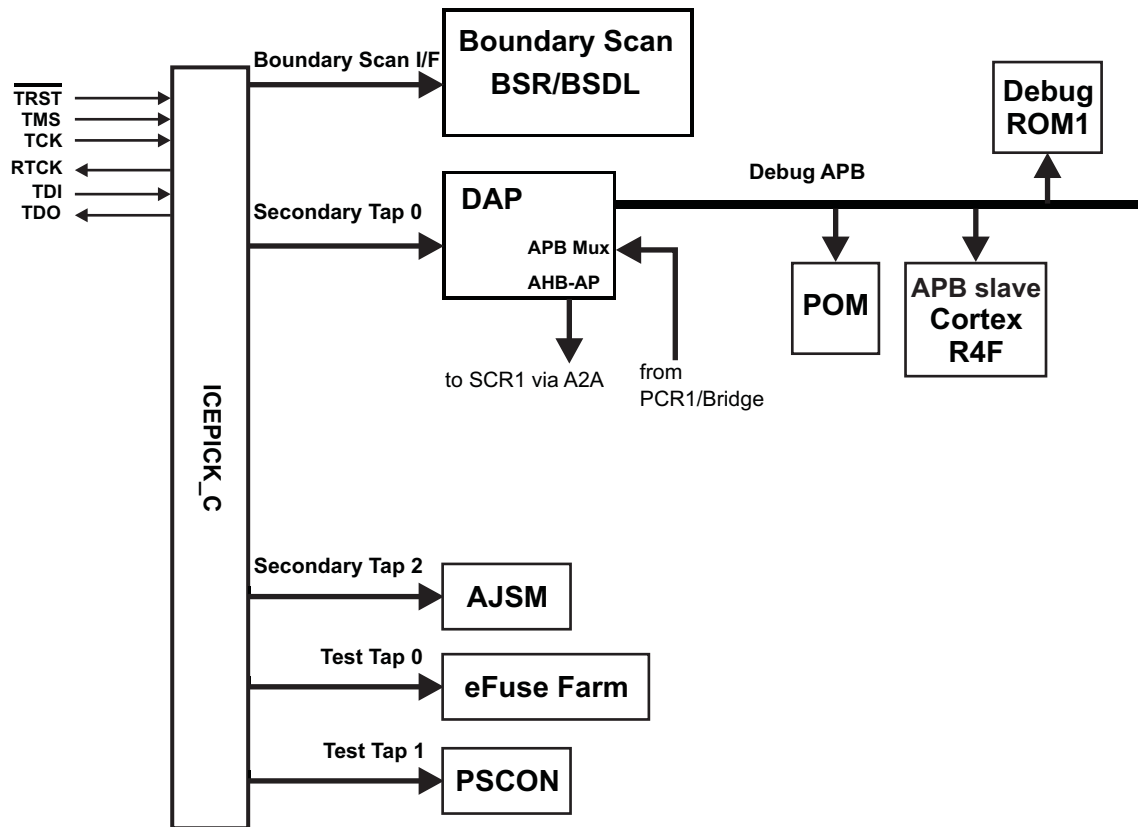 Boundary Scan I/F
Boundary Scan
BSR/BSDL
TRST
TMS
TCK
RTCK
TDI
TDO
Debug
ROM1
Debug APB
Secondary Tap 0
DAP
APB Mux
AHB-AP
POM
APB slave
Cortex
R4F
to SCR1 via A2A
from
PCR1/Bridge
ICEPICK_C
Secondary Tap 2
AJSM
Test Tap 0
eFuse Farm
Test Tap 1
PSCON